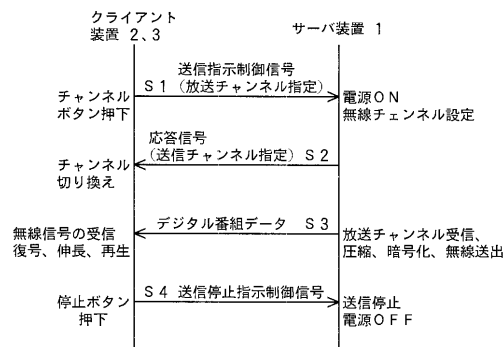 クライアント
装置 2、3
サーバ装置 1
送信指示制御信号
S1 (放送チャンネル指定)
チャンネル
ボタン押下
電源ON
無線チェンネル設定
応答信号
(送信チャンネル指定) S2
チャンネル
切り換え
デジタル番組データ S3
無線信号の受信
復号、伸長、再生
放送チャンネル受信、
圧縮、暗号化、無線送出
S4 送信停止指示制御信号
停止ボタン
押下
送信停止
電源OFF